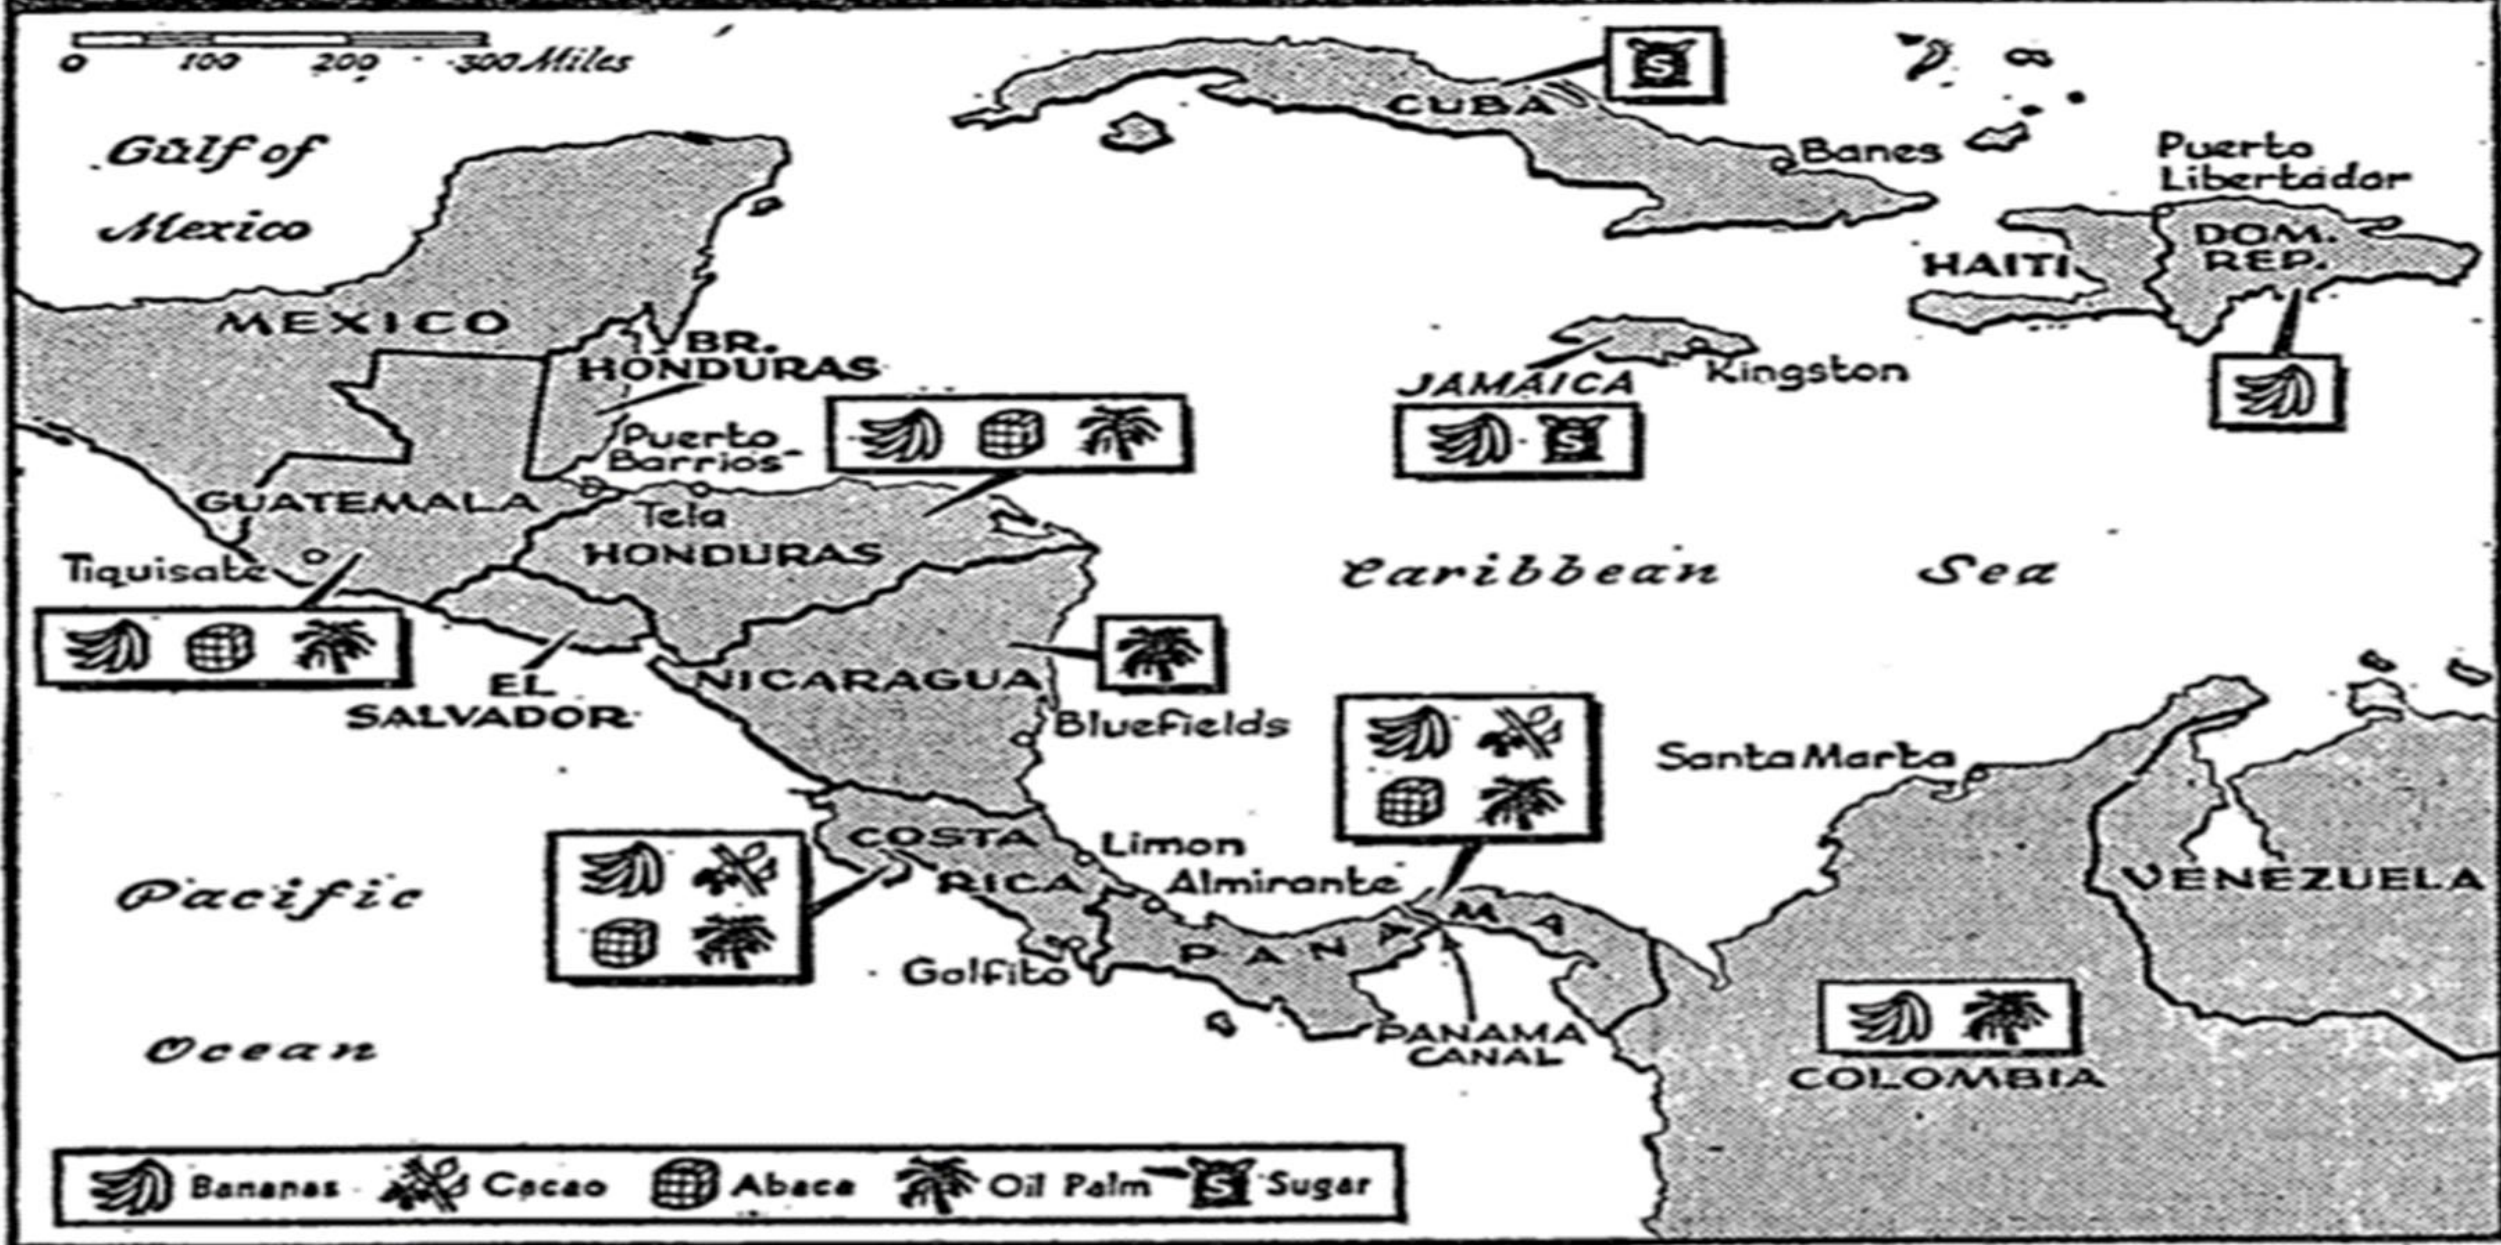 0 100 200 300 Miles
Gulf of
Mexico
CUBA
S
Banes
Puerto
Libertador
DOM.
REP.
HAITI
MEXICO
BR.
HONDURAS
JAMAICA
Kingston
S
Puerto
Barrios
GUATEMALA
Tela
HONDURAS
Tiquisate
Caribbean Sea
EL
SALVADOR
NICARAGUA
Bluefields
Santa Marta
COSTA
RICA
Limon
Almirante
VENEZUELA
Pacific
Ocean
Golfito
PANAMA
PANAMA
CANAL
COLOMBIA
Bananas Cacao Abaca Oil Palm S Sugar